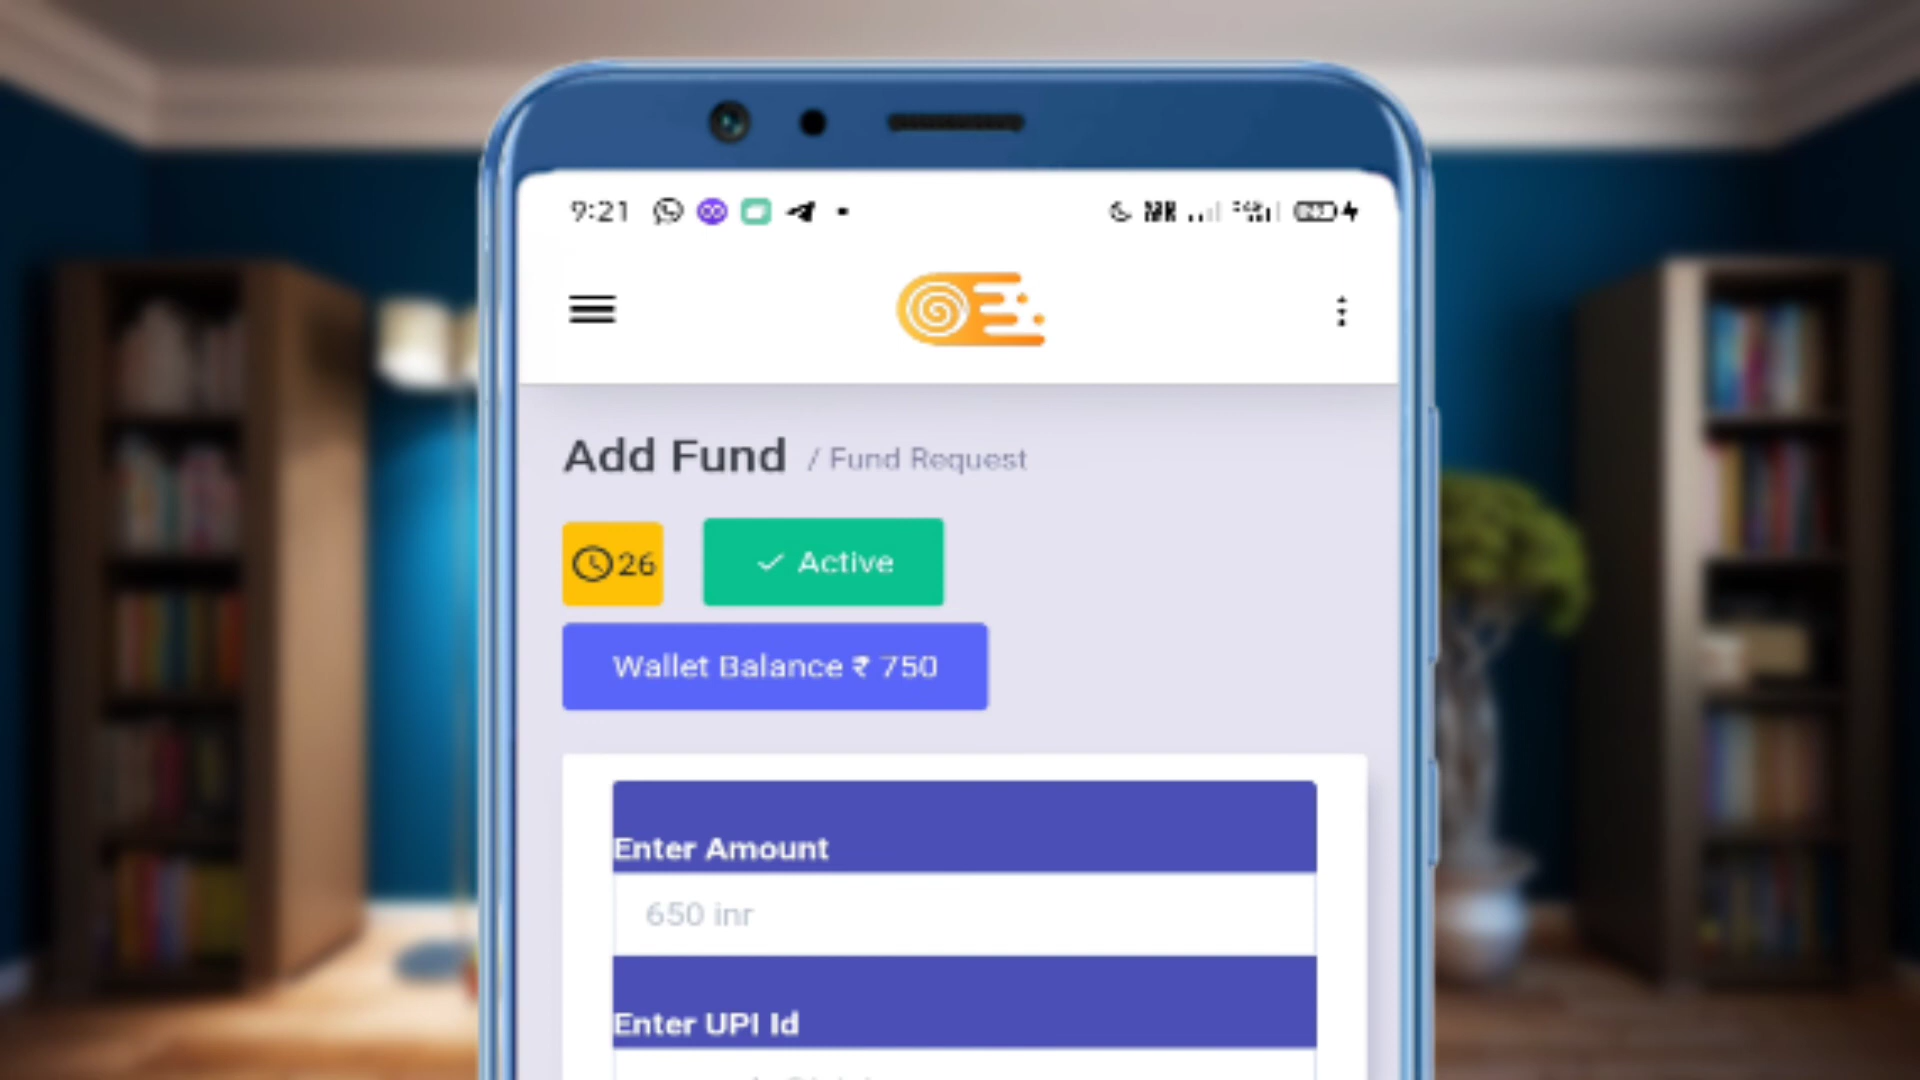 9:21
Add Fund / Fund Request
26
Active
Wallet Balance ₹ 750
Enter Amount
650 inr
Enter UPI Id